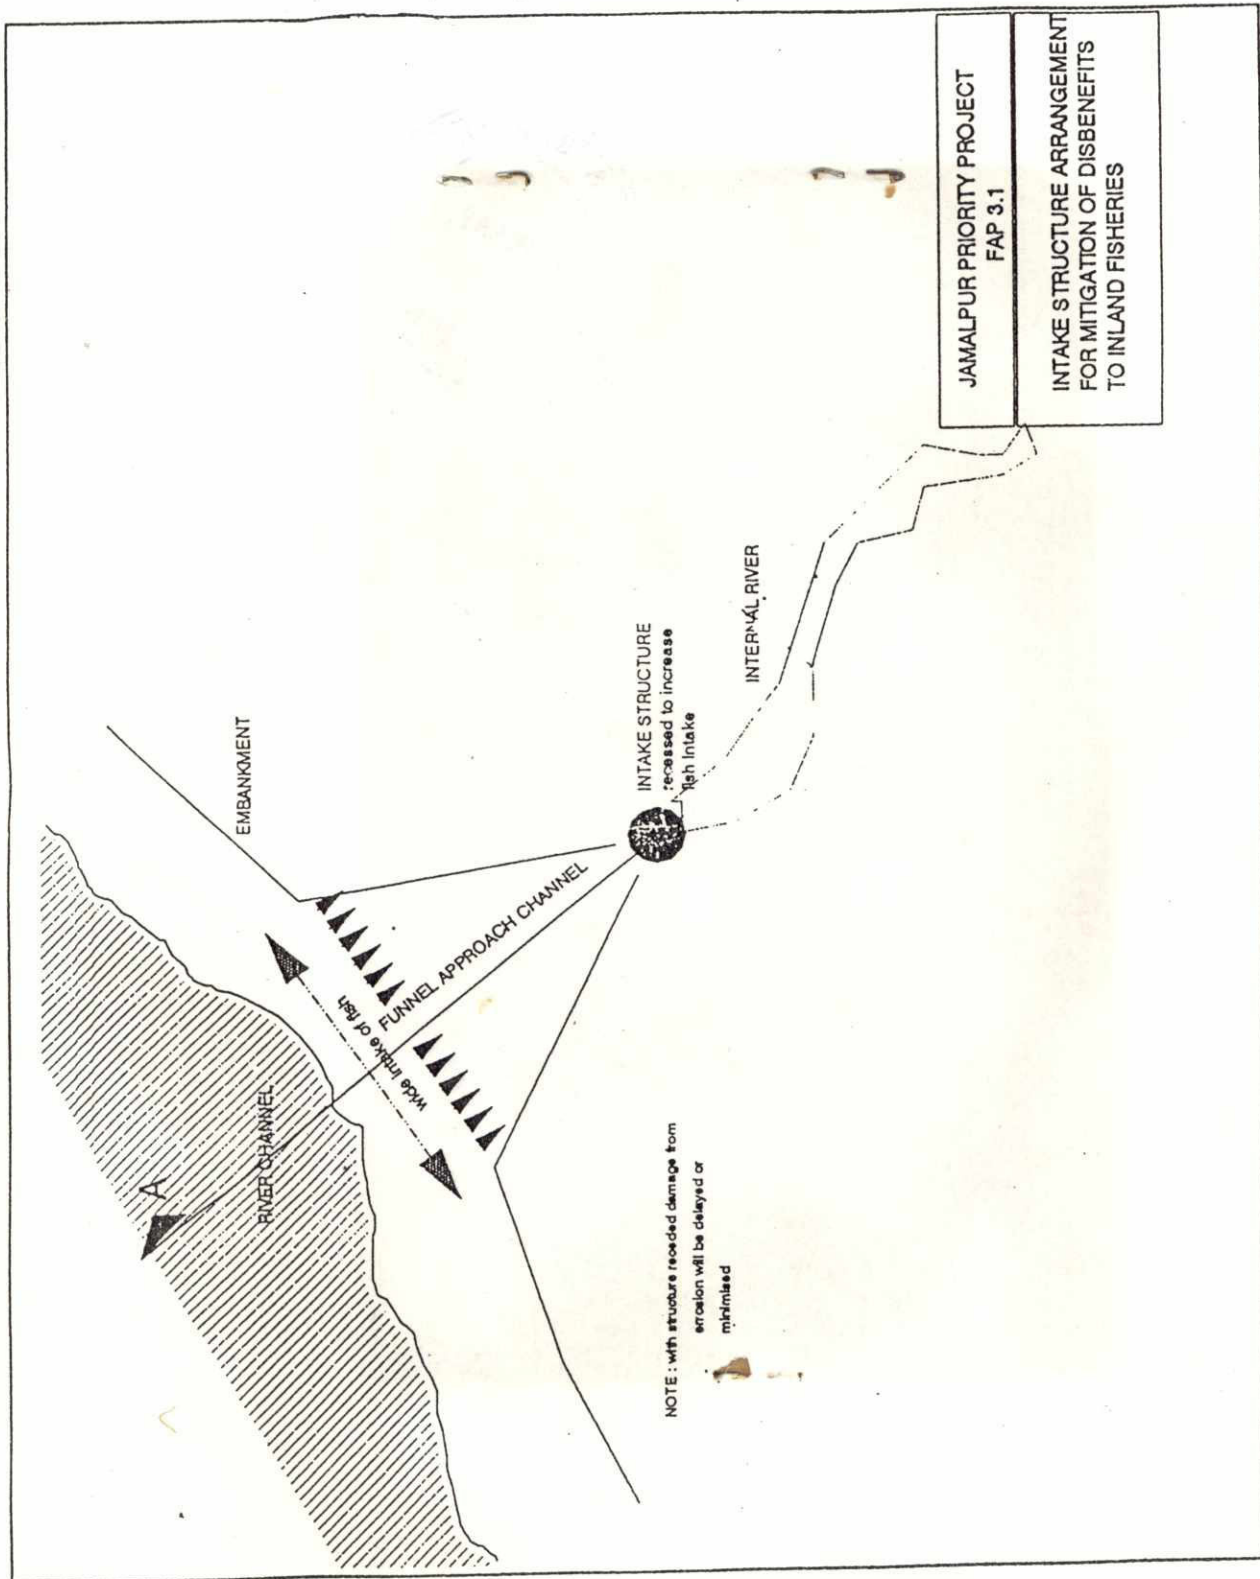 A
RIVER CHANNEL
EMBANKMENT
wide intake of fish
FUNNEL APPROACH CHANNEL
INTAKE STRUCTURE
recessed to increase
fish intake
INTERNAL RIVER
NOTE : with structure receded damage from
errosion will be delayed or
minimised
JAMALPUR PRIORITY PROJECT
FAP 3.1
INTAKE STRUCTURE ARRANGEMENT
FOR MITIGATION OF DISBENEFITS
TO INLAND FISHERIES